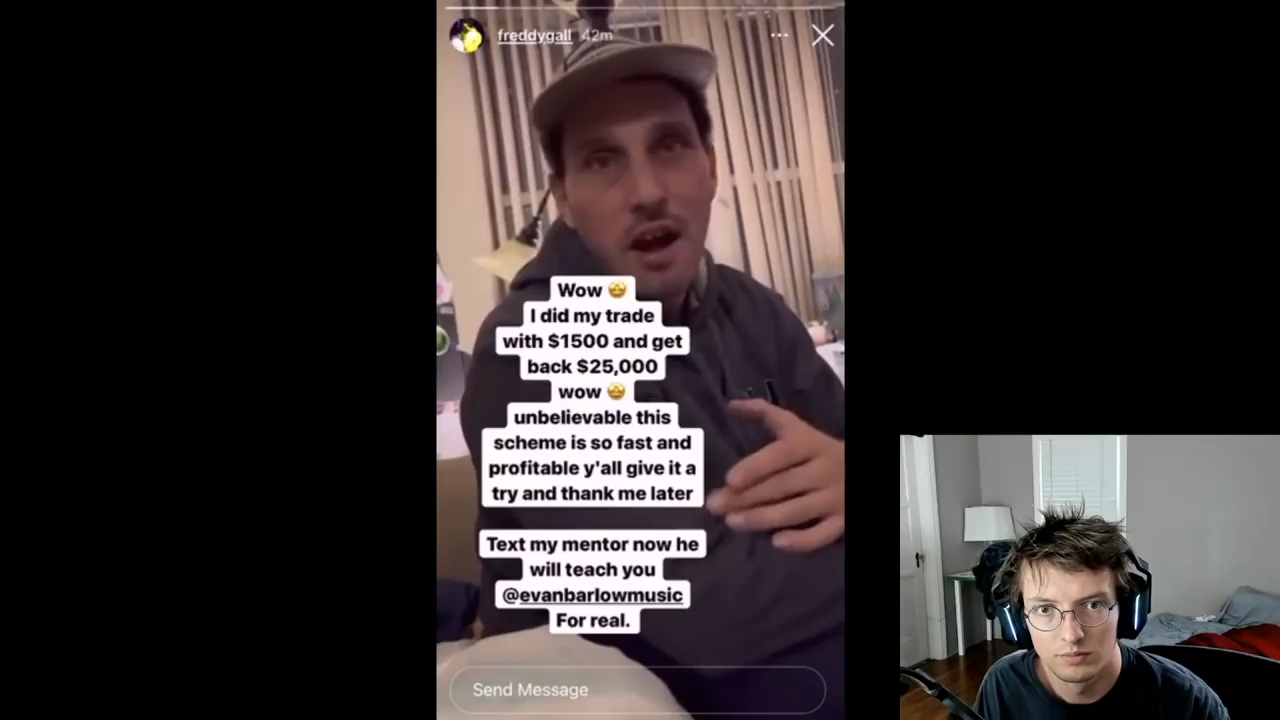 freddygall 42m
Wow 🤩
I did my trade
with $1500 and get
back $25,000
wow 🤩
unbelievable this
scheme is so fast and
profitable y'all give it a
try and thank me later
Text my mentor now he
will teach you
@evanbarlowmusic
For real.
Send Message